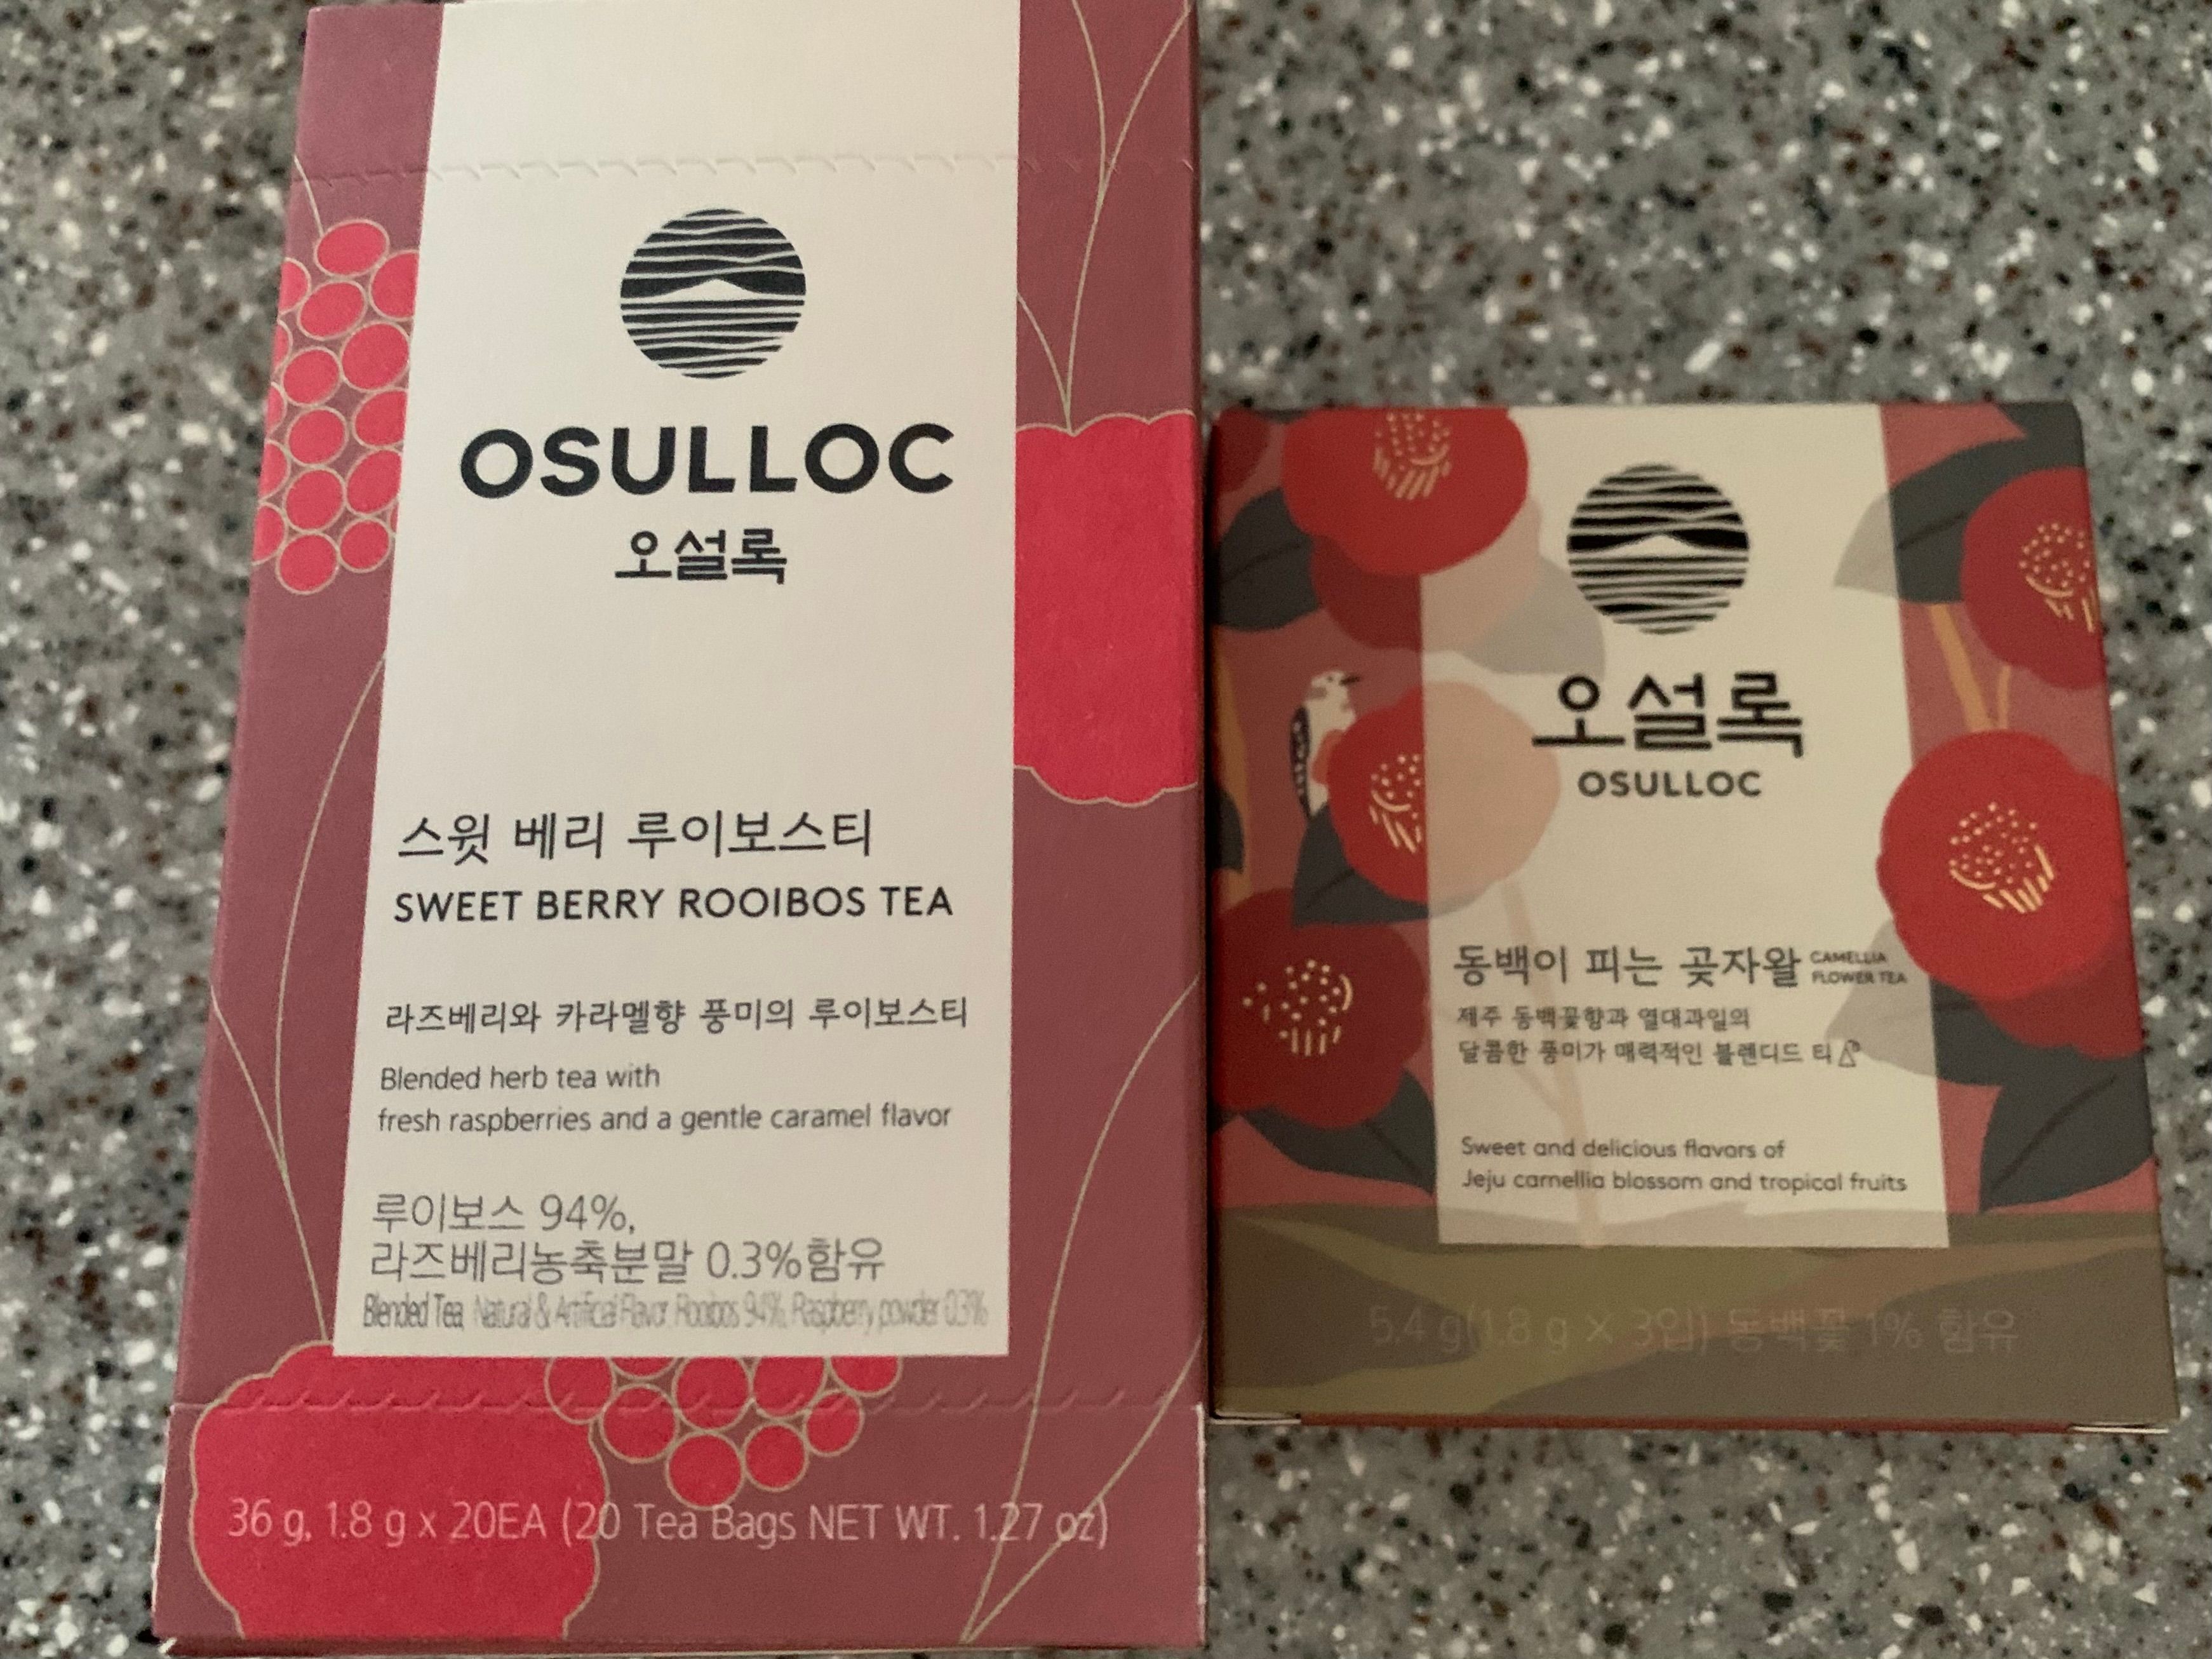 OSULLOC
오설록
스윗 베리 루이보스티
SWEET BERRY ROOIBOS TEA
라즈베리와 카라멜향 풍미의 루이보스티
Blended herb tea with
fresh raspberries and a gentle caramel flavor
루이보스 94%,
라즈베리농축분말 0.3%함유
Blended Tea, Natural & Artificial Flavor, Rooibos 94%, Raspberry powder 0.3%
36 g, 1.8 g x 20EA (20 Tea Bags NET WT. 1.27 oz)
오설록
OSULLOC
동백이 피는 곶자왈 CAMELLIA
FLOWER TEA
제주 동백꽃향과 열대과일의
달콤한 풍미가 매력적인 블렌디드 티
Sweet and delicious flavors of
Jeju camellia blossom and tropical fruits
5.4 g(1.8 g × 3입) 동백꽃 1% 함유